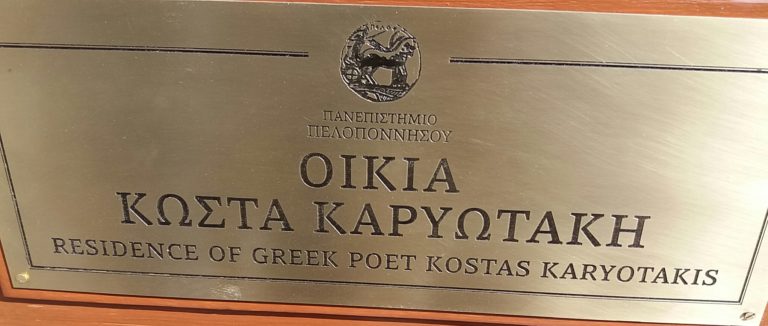 ΠΑΝΕΠΙΣΤΗΜΙΟ
ΠΕΛΟΠΟΝΝΗΣΟΥ
ΟΙΚΙΑ
ΚΩΣΤΑ ΚΑΡΥΩΤΑΚΗ
RESIDENCE OF GREEK POET KOSTAS KARYOTAKIS